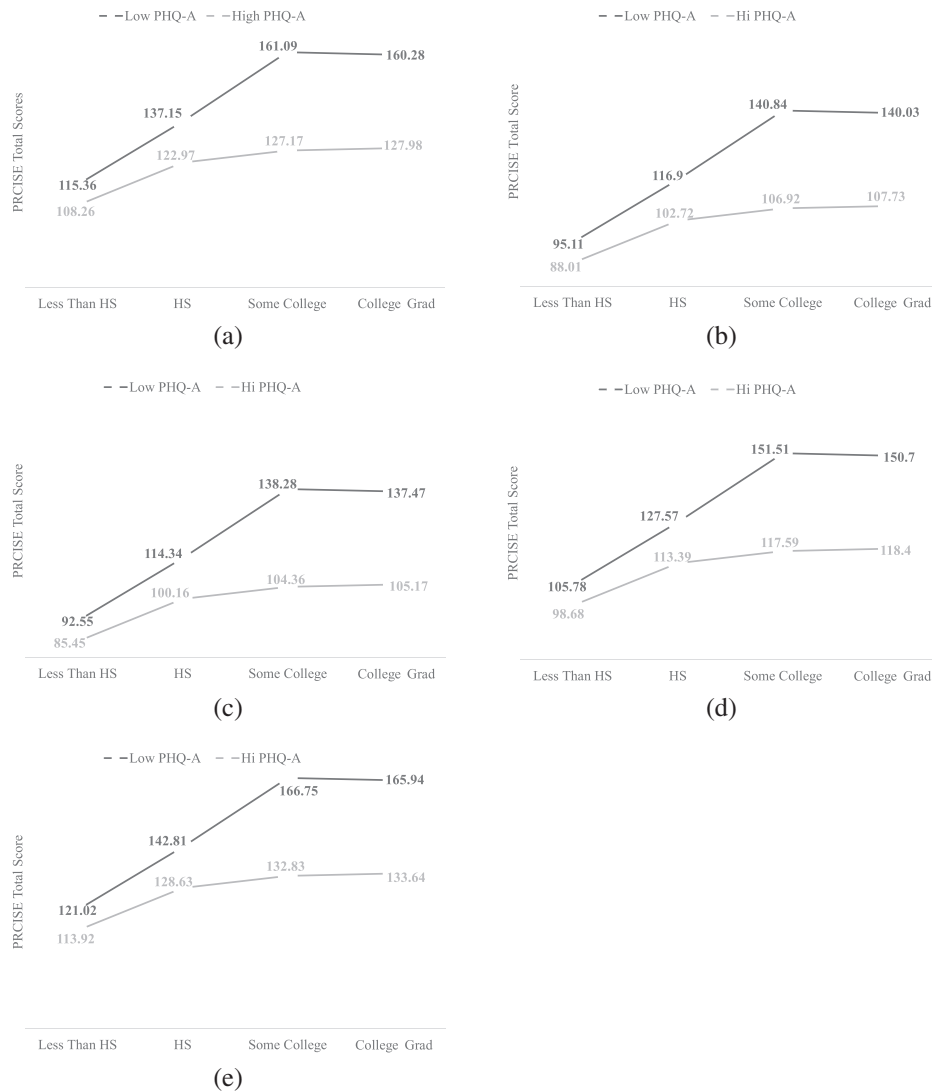 Low PHQ-A High PHQ-A
PRCISE Total Scores
161.09
160.28
137.15
127.17
127.98
122.97
115.36
108.26
Less Than HS HS Some College College Grad
(a)
Low PHQ-A Hi PHQ-A
PRCISE Total Score
140.84
140.03
116.9
106.92
107.73
102.72
95.11
88.01
Less Than HS HS Some College College Grad
(b)
Low PHQ-A Hi PHQ-A
PRCISE Total Score
138.28
137.47
114.34
104.36
105.17
100.16
92.55
85.45
Less Than HS HS Some College College Grad
(c)
Low PHQ-A Hi PHQ-A
PRCISE Total Score
151.51
150.7
127.57
117.59
118.4
113.39
105.78
98.68
Less Than HS HS Some College College Grad
(d)
Low PHQ-A Hi PHQ-A
PRCISE Total Score
165.94
166.75
142.81
132.83
133.64
128.63
121.02
113.92
Less Than HS HS Some College College Grad
(e)